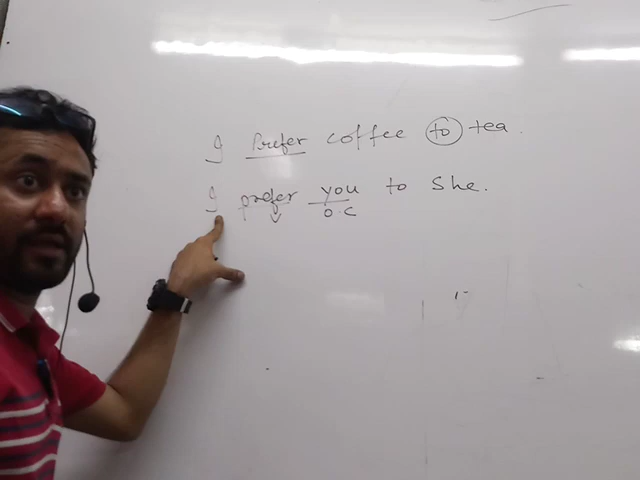 I Prefer coffee to tea.
I prefer you to She.
V O.C